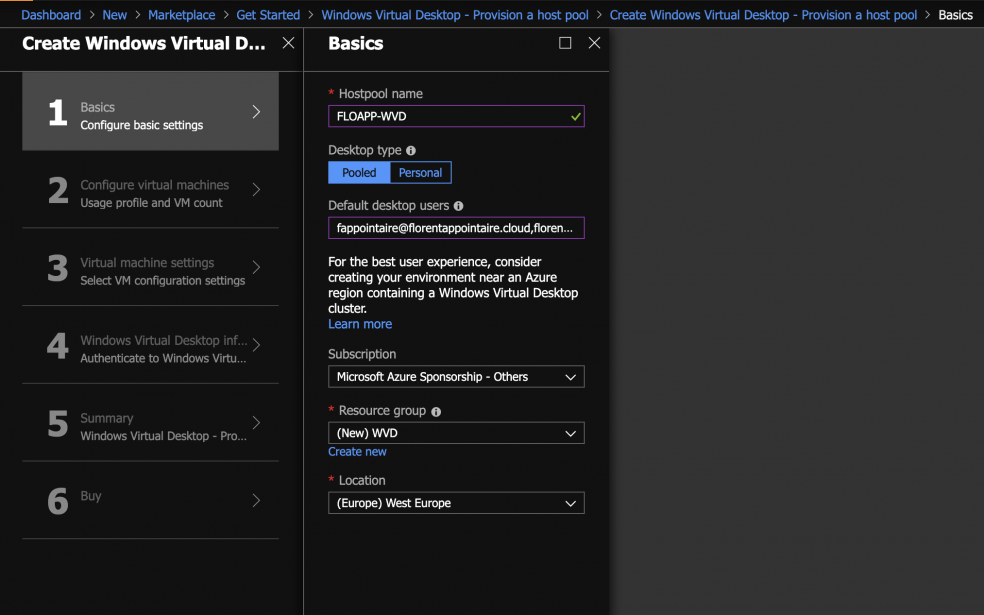 Dashboard > New > Marketplace > Get Started > Windows Virtual Desktop - Provision a host pool > Create Windows Virtual Desktop - Provision a host pool > Basics
Create Windows Virtual D...
1
Basics
Configure basic settings
2
Configure virtual machines
Usage profile and VM count
3
Virtual machine settings
Select VM configuration settings
4
Windows Virtual Desktop inf...
Authenticate to Windows Virtu...
5
Summary
Windows Virtual Desktop - Pro...
6
Buy
Basics
* Hostpool name
FLOAPP-WVD
Desktop type
Pooled Personal
Default desktop users
fappointaire@florentappointaire.cloud,floren...
For the best user experience, consider
creating your environment near an Azure
region containing a Windows Virtual Desktop
cluster.
Learn more
Subscription
Microsoft Azure Sponsorship - Others
* Resource group
(New) WVD
Create new
* Location
(Europe) West Europe